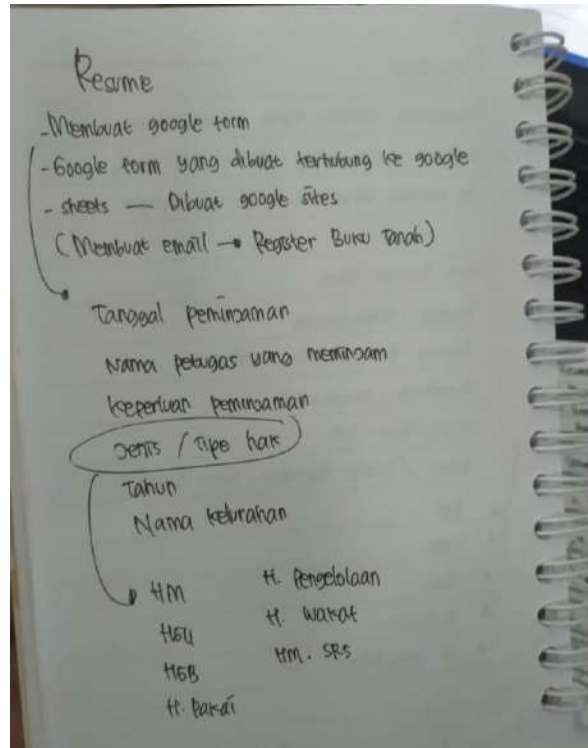 Resume
- Membuat google form
- Google form yang dibuat terhubung ke google
- sheets — Dibuat google sites
(Membuat email → Register Buku Tanah)
Tanggal peminjaman
Nama petugas yang meminjam
Keperluan peminjaman
Jenis / Tipe hak
Tahun
Nama kelurahan
HM
HGU
HGB
H. Pakai
H. Pengelolaan
H. Wakaf
HM. SRS